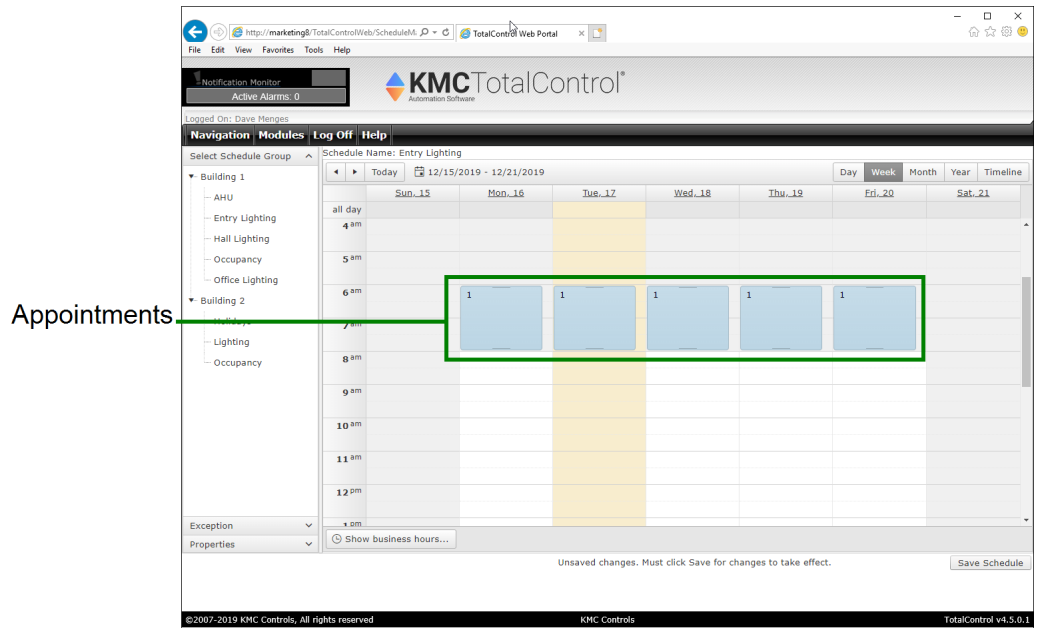 http://marketing8/TotalControlWeb/ScheduleM
TotalControl Web Portal
File Edit View Favorites Tools Help
Notification Monitor
Active Alarms: 0
KMC TotalControl®
Automation Software
Logged On: Dave Menges
Navigation Modules Log Off Help
Select Schedule Group
Schedule Name: Entry Lighting
Today 12/15/2019 - 12/21/2019 Day Week Month Year Timeline
Building 1
AHU
Entry Lighting
Hall Lighting
Occupancy
Office Lighting
Building 2
Holidays
Lighting
Occupancy
Sun, 15 Mon, 16 Tue, 17 Wed, 18 Thu, 19 Fri, 20 Sat, 21
all day
4 am
5 am
6 am
1 1 1 1 1
7 am
8 am
9 am
10 am
11 am
12 pm
1 pm
Appointments
Exception
Properties
Show business hours...
Unsaved changes. Must click Save for changes to take effect. Save Schedule
©2007-2019 KMC Controls, All rights reserved KMC Controls TotalControl v4.5.0.1